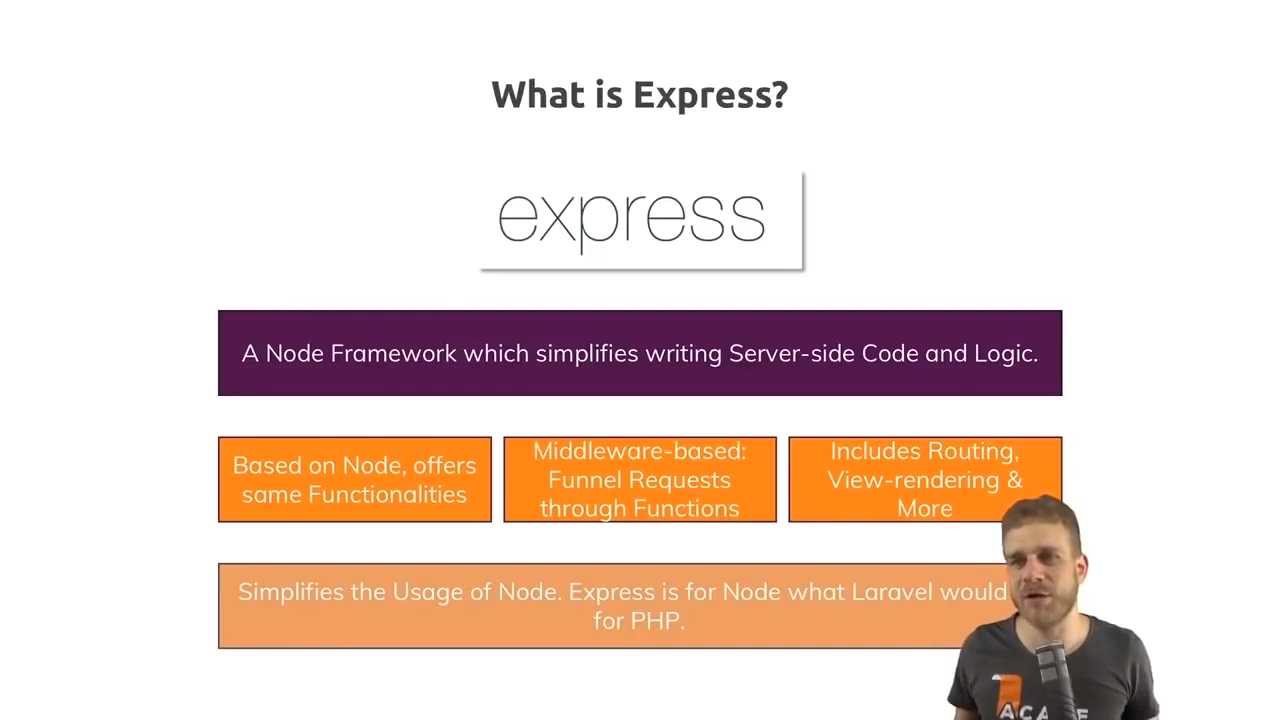 What is Express?
express
A Node Framework which simplifies writing Server-side Code and Logic.
Based on Node, offers
same Functionalities
Middleware-based:
Funnel Requests
through Functions
Includes Routing,
View-rendering &
More
Simplifies the Usage of Node. Express is for Node what Laravel would
for PHP.